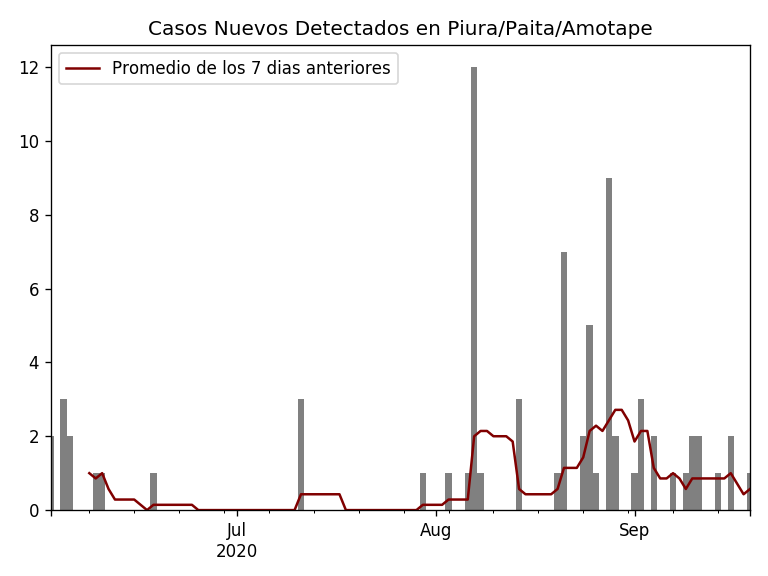 Casos Nuevos Detectados en Piura/Paita/Amotape
Promedio de los 7 dias anteriores
12
10
8
6
4
2
0
Jul
2020
Aug
Sep